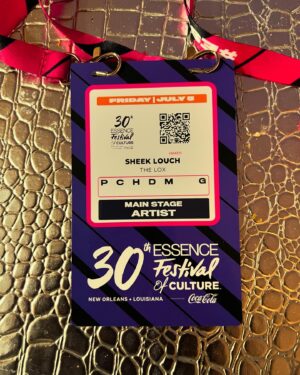 FRIDAY | JULY 5
30th
ESSENCE
Festival
OF CULTURE
SHEEK LOUCH
THE LOX
P C H D M G
MAIN STAGE
ARTIST
30th ESSENCE
Festival
Of CULTURE
NEW ORLEANS • LOUISIANA
Coca-Cola